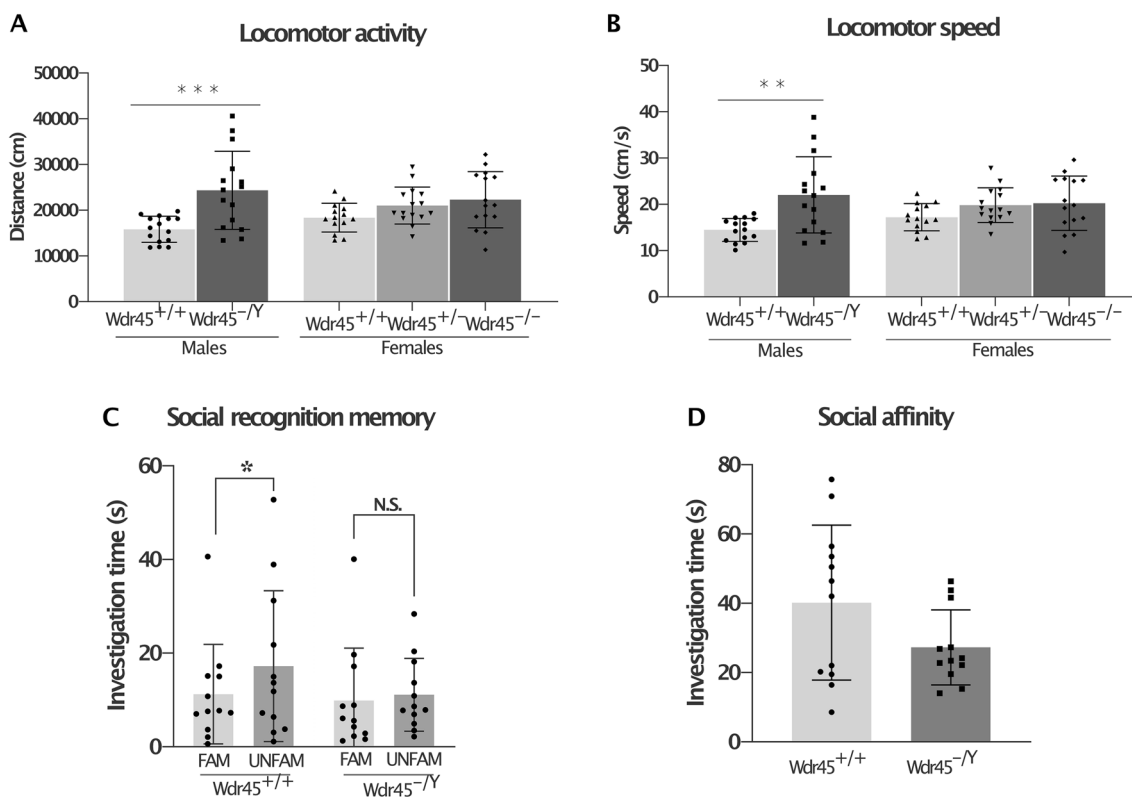 A
Locomotor activity
Distance (cm)
50000
40000
30000
20000
10000
0
***
Wdr45+/+ Wdr45−/Y Wdr45+/+ Wdr45+/− Wdr45−/−
Males Females
B
Locomotor speed
Speed (cm/s)
50
40
30
20
10
0
**
Wdr45+/+ Wdr45−/Y Wdr45+/+ Wdr45+/− Wdr45−/−
Males Females
C
Social recognition memory
Investigation time (s)
60
40
20
0
*
N.S.
FAM UNFAM FAM UNFAM
Wdr45+/+ Wdr45−/Y
D
Social affinity
Investigation time (s)
80
60
40
20
0
Wdr45+/+ Wdr45−/Y